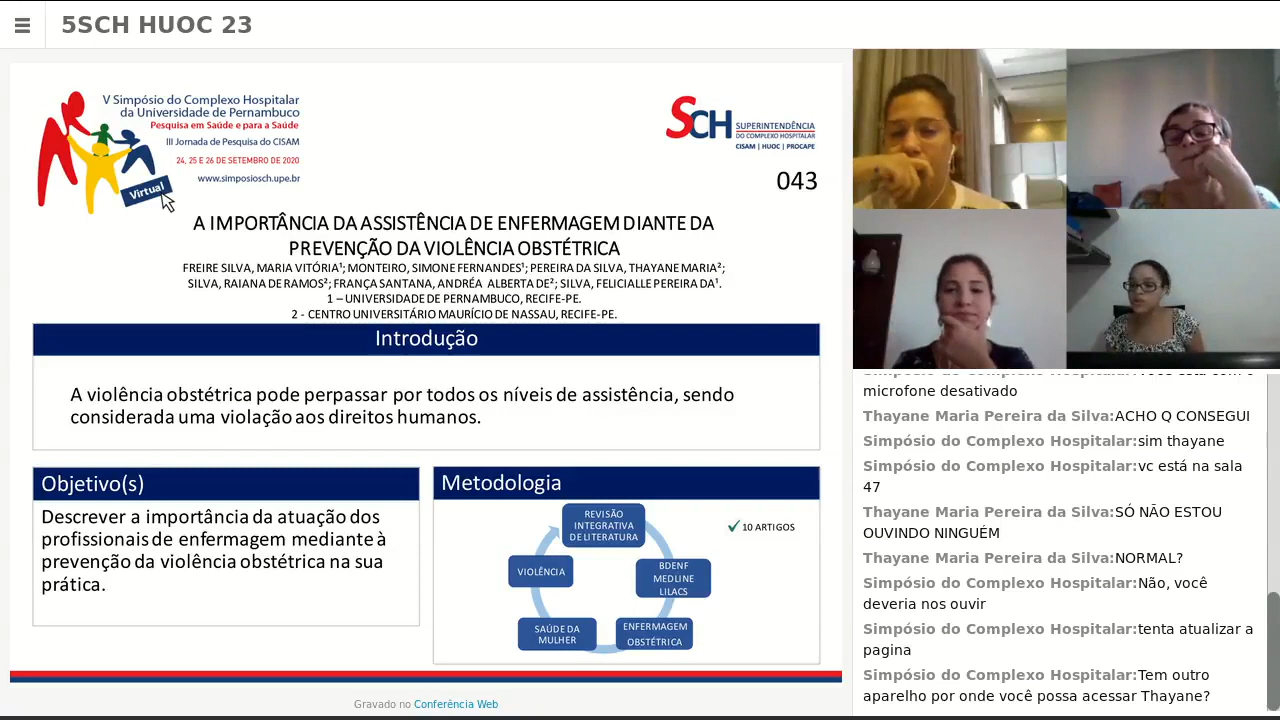 5SCH HUOC 23
V Simpósio do Complexo Hospitalar
da Universidade de Pernambuco
Pesquisa em Saúde e para a Saúde
III Jornada de Pesquisa do CISAM
24, 25 E 26 DE SETEMBRO DE 2020
www.simposiosch.upe.br
Virtual
SCH SUPERINTENDÊNCIA
DO COMPLEXO HOSPITALAR
CISAM | HUOC | PROCAPE
043
A IMPORTÂNCIA DA ASSISTÊNCIA DE ENFERMAGEM DIANTE DA
PREVENÇÃO DA VIOLÊNCIA OBSTÉTRICA
FREIRE SILVA, MARIA VITÓRIA¹; MONTEIRO, SIMONE FERNANDES¹; PEREIRA DA SILVA, THAYANE MARIA²;
SILVA, RAIANA DE RAMOS²; FRANÇA SANTANA, ANDRÉA ALBERTA DE²; SILVA, FELICIALLE PEREIRA DA¹.
1 – UNIVERSIDADE DE PERNAMBUCO, RECIFE-PE.
2 - CENTRO UNIVERSITÁRIO MAURÍCIO DE NASSAU, RECIFE-PE.
Introdução
A violência obstétrica pode perpassar por todos os níveis de assistência, sendo
considerada uma violação aos direitos humanos.
Objetivo(s)
Descrever a importância da atuação dos
profissionais de enfermagem mediante à
prevenção da violência obstétrica na sua
prática.
Metodologia
REVISÃO
INTEGRATIVA
DE LITERATURA
✓10 ARTIGOS
BDENF
MEDLINE
LILACS
ENFERMAGEM
OBSTÉTRICA
SAÚDE DA
MULHER
VIOLÊNCIA
Gravado no Conferência Web
microfone desativado
Thayane Maria Pereira da Silva:ACHO Q CONSEGUI
Simpósio do Complexo Hospitalar:sim thayane
Simpósio do Complexo Hospitalar:vc está na sala
47
Thayane Maria Pereira da Silva:SÓ NÃO ESTOU
OUVINDO NINGUÉM
Thayane Maria Pereira da Silva:NORMAL?
Simpósio do Complexo Hospitalar:Não, você
deveria nos ouvir
Simpósio do Complexo Hospitalar:tenta atualizar a
pagina
Simpósio do Complexo Hospitalar:Tem outro
aparelho por onde você possa acessar Thayane?